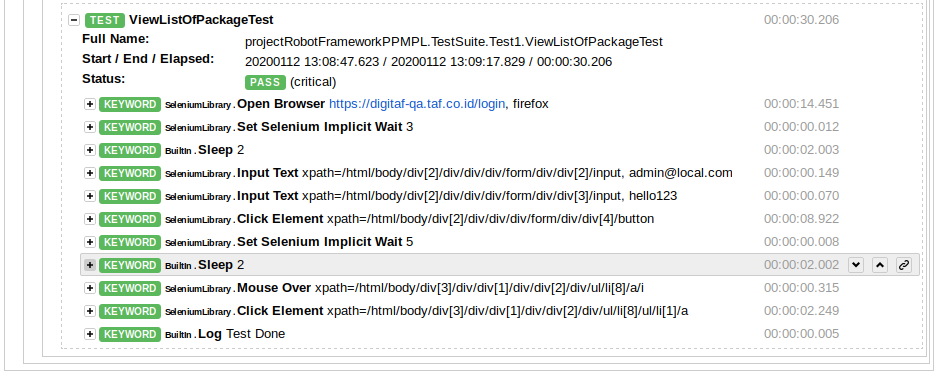 TEST ViewListOfPackageTest 00:00:30.206
Full Name: projectRobotFrameworkPPMPL.TestSuite.Test1.ViewListOfPackageTest
Start / End / Elapsed: 20200112 13:08:47.623 / 20200112 13:09:17.829 / 00:00:30.206
Status: PASS (critical)
KEYWORD SeleniumLibrary.Open Browser https://digitaf-qa.taf.co.id/login, firefox 00:00:14.451
KEYWORD SeleniumLibrary.Set Selenium Implicit Wait 3 00:00:00.012
KEYWORD BuiltIn.Sleep 2 00:00:02.003
KEYWORD SeleniumLibrary.Input Text xpath=/html/body/div[2]/div/div/div/form/div/div[2]/input, admin@local.com 00:00:00.149
KEYWORD SeleniumLibrary.Input Text xpath=/html/body/div[2]/div/div/div/form/div/div[3]/input, hello123 00:00:00.070
KEYWORD SeleniumLibrary.Click Element xpath=/html/body/div[2]/div/div/div/form/div/div[4]/button 00:00:08.922
KEYWORD SeleniumLibrary.Set Selenium Implicit Wait 5 00:00:00.008
KEYWORD BuiltIn.Sleep 2 00:00:02.002
KEYWORD SeleniumLibrary.Mouse Over xpath=/html/body/div[3]/div/div[1]/div/div[2]/div/ul/li[8]/a/i 00:00:00.315
KEYWORD SeleniumLibrary.Click Element xpath=/html/body/div[3]/div/div[1]/div/div[2]/div/ul/li[8]/ul/li[1]/a 00:00:02.249
KEYWORD BuiltIn.Log Test Done 00:00:00.005